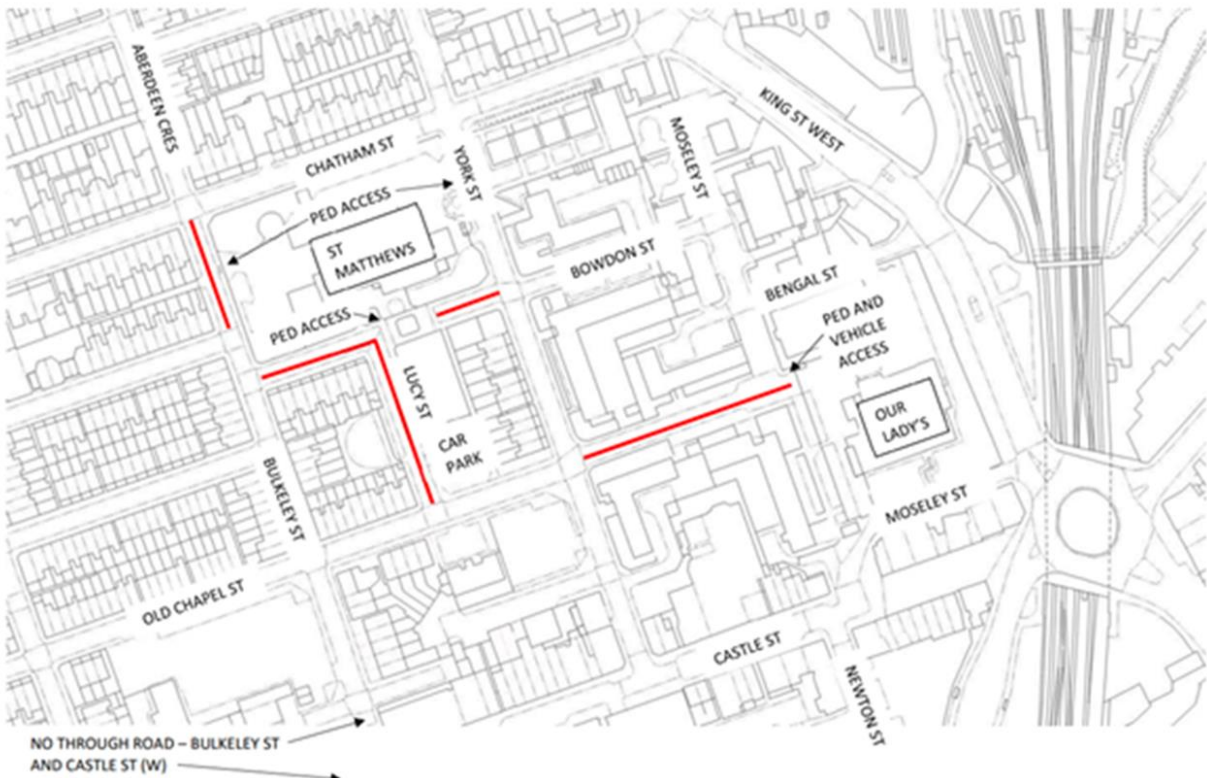 ABERDEEN CRES
CHATHAM ST
YORK ST
MOSELEY ST
KING ST WEST
PED ACCESS
ST
MATTHEWS
BOWDON ST
BENGAL ST
PED ACCESS
PED AND
VEHICLE
ACCESS
LUCY ST
CAR
PARK
OUR
LADY'S
BULKELEY ST
MOSELEY ST
OLD CHAPEL ST
CASTLE ST
NEWTON ST
NO THROUGH ROAD – BULKELEY ST
AND CASTLE ST (W)